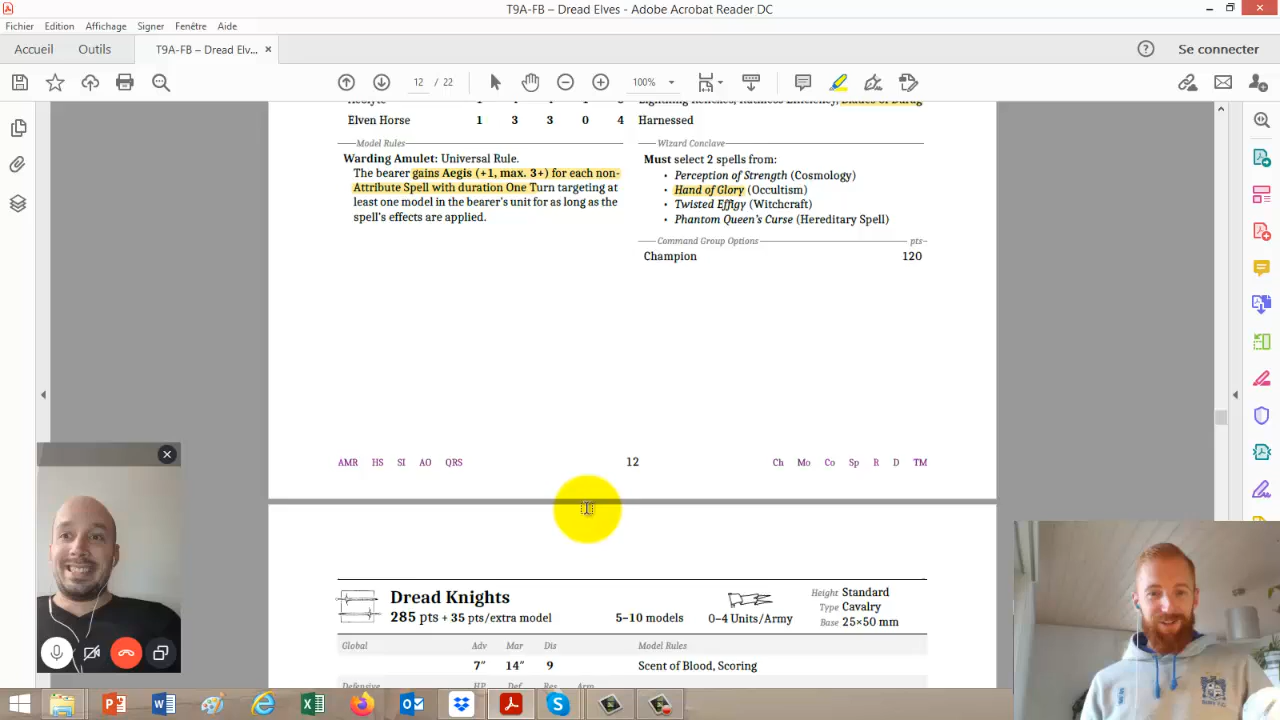 T9A-FB – Dread Elves - Adobe Acrobat Reader DC
Fichier Edition Affichage Signer Fenêtre Aide
Accueil Outils T9A-FB – Dread Elv... × Se connecter
12 / 22 100%
Elven Horse 1 3 3 0 4 Harnessed
Model Rules
Warding Amulet: Universal Rule.
The bearer gains Aegis (+1, max. 3+) for each non-
Attribute Spell with duration One Turn targeting at
least one model in the bearer's unit for as long as the
spell's effects are applied.
Wizard Conclave
Must select 2 spells from:
• Perception of Strength (Cosmology)
• Hand of Glory (Occultism)
• Twisted Effigy (Witchcraft)
• Phantom Queen's Curse (Hereditary Spell)
Command Group Options pts
Champion 120
AMR HS SI AO QRS 12 Ch Mo Co Sp R D TM
Dread Knights
285 pts + 35 pts/extra model 5–10 models 0–4 Units/Army
Height Standard
Type Cavalry
Base 25×50 mm
Global Adv Mar Dis Model Rules
7″ 14″ 9 Scent of Blood, Scoring
Defensive HP Def Res Arm